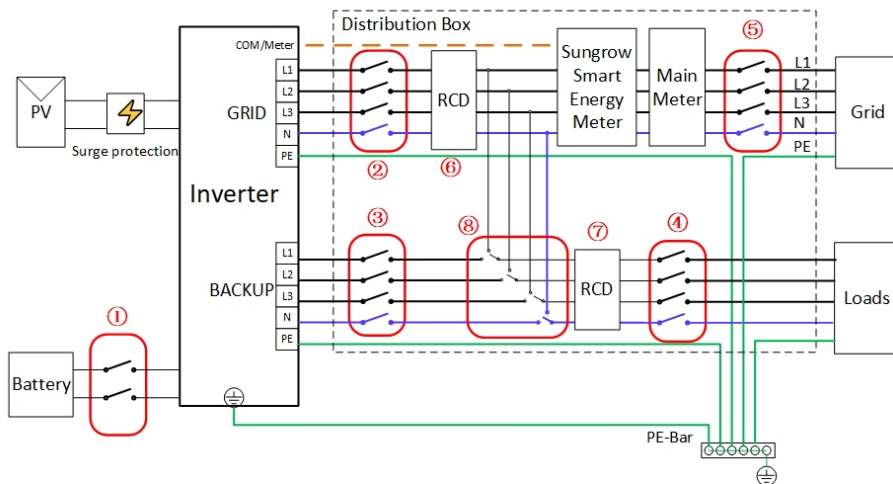 Distribution Box
⑤
COM/Meter
Sungrow
Smart
Energy
Meter
Main
Meter
L1
L1
L2
RCD
L2
GRID
L3
L3
Grid
PV
N
N
PE
PE
Surge protection
②
⑥
Inverter
③
⑧
⑦
④
L1
L2
BACKUP
L3
RCD
Loads
N
PE
①
Battery
PE-Bar